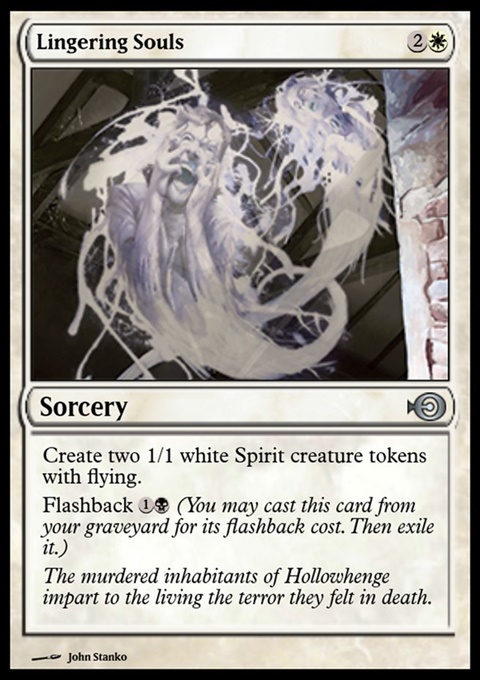 Lingering Souls 2
Sorcery
Create two 1/1 white Spirit creature tokens
with flying.
Flashback 1 (You may cast this card from
your graveyard for its flashback cost. Then exile
it.)
The murdered inhabitants of Hollowhenge
impart to the living the terror they felt in death.
John Stanko